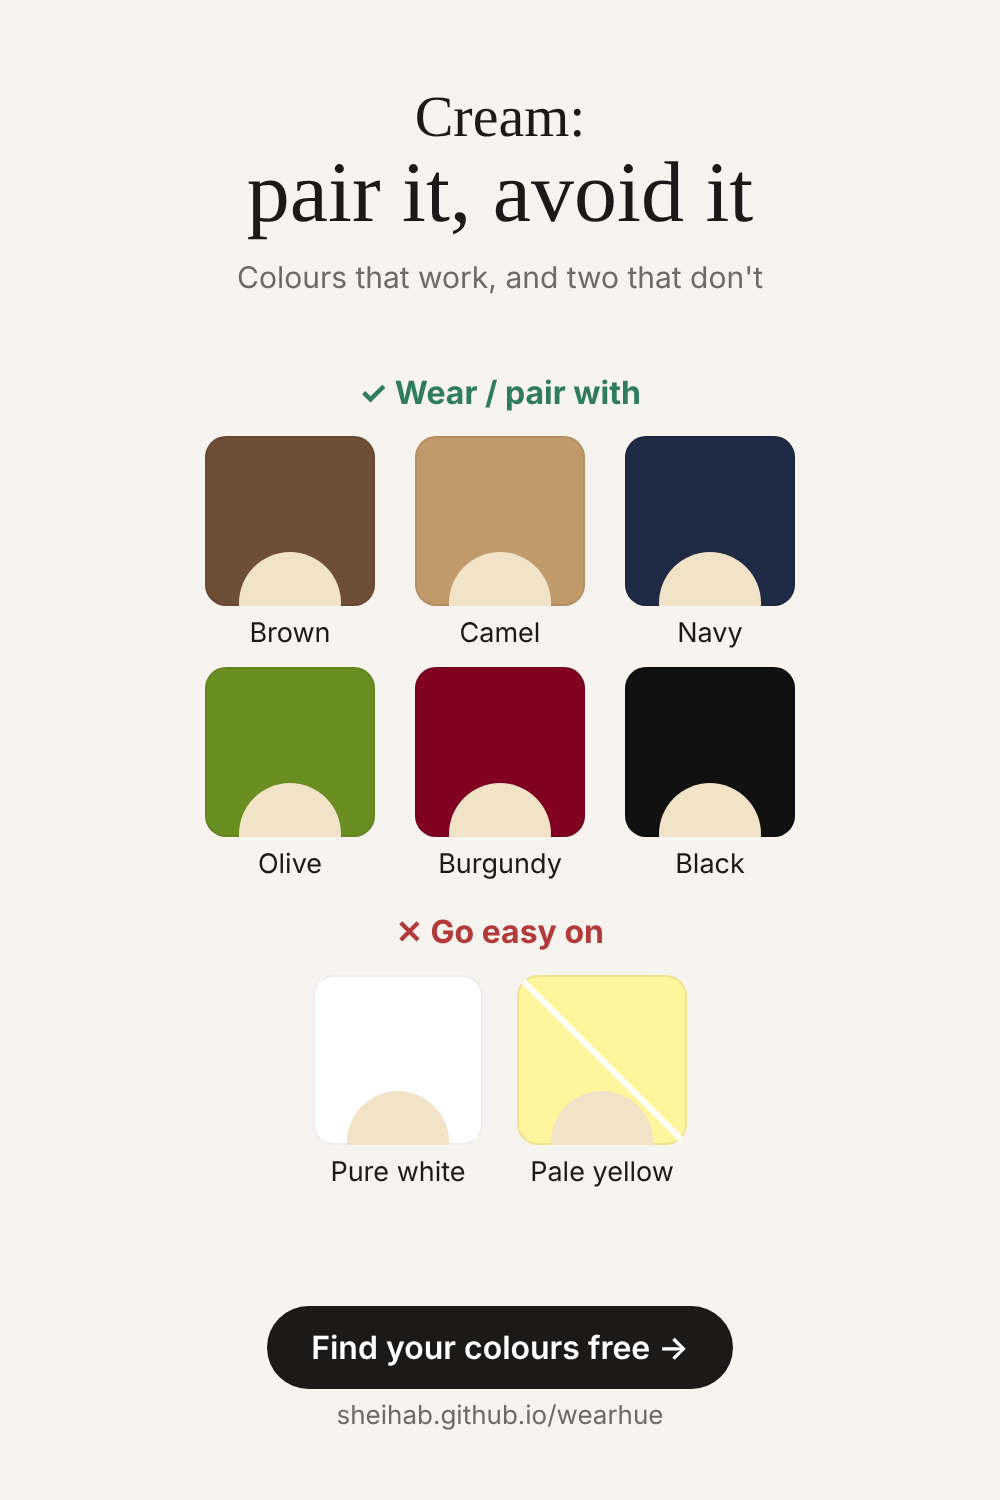 Cream:
pair it, avoid it
Colours that work, and two that don't
✓ Wear / pair with
Brown
Camel
Navy
Olive
Burgundy
Black
✕ Go easy on
Pure white
Pale yellow
Find your colours free →
sheihab.github.io/wearhue